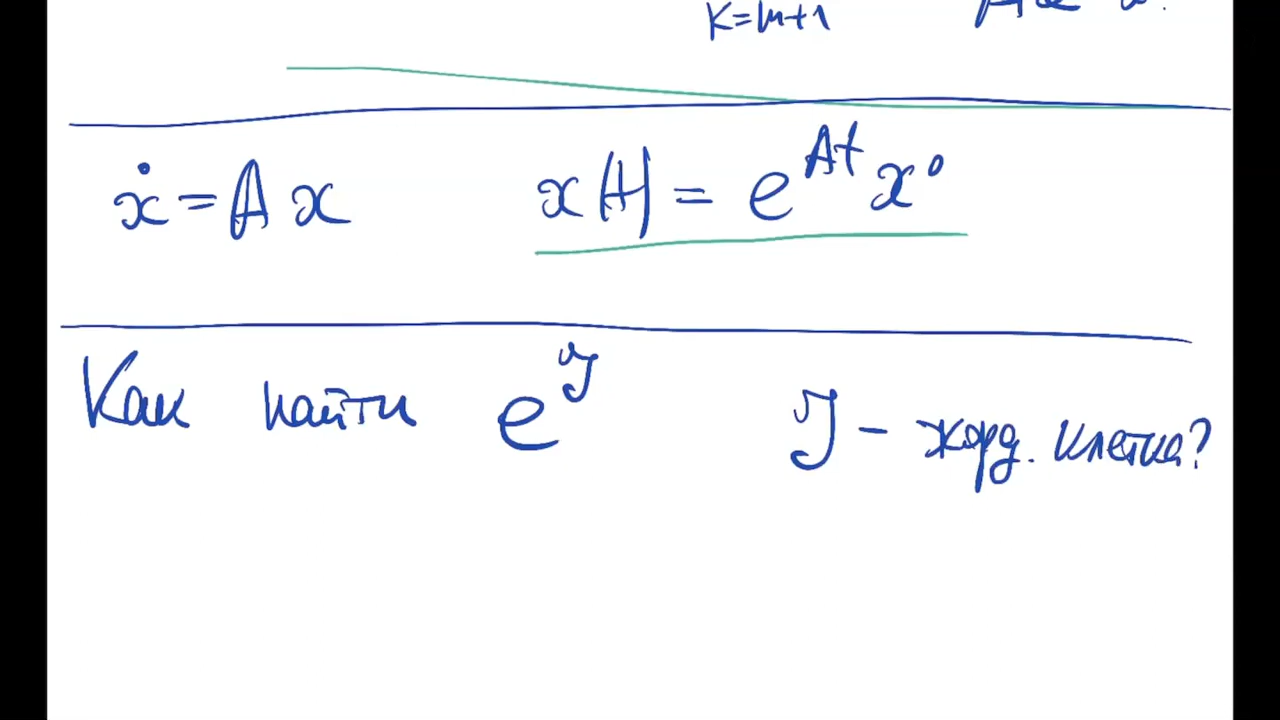 K=m+1
ẋ = Ax x(t) = e^{At} x⁰
Как найти e^J J – жорд. клетка?